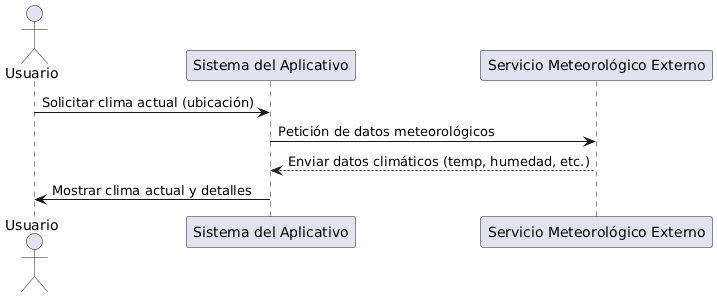 Usuario
Sistema del Aplicativo
Servicio Meteorológico Externo
Solicitar clima actual (ubicación)
Petición de datos meteorológicos
Enviar datos climáticos (temp, humedad, etc.)
Mostrar clima actual y detalles
Usuario
Sistema del Aplicativo
Servicio Meteorológico Externo